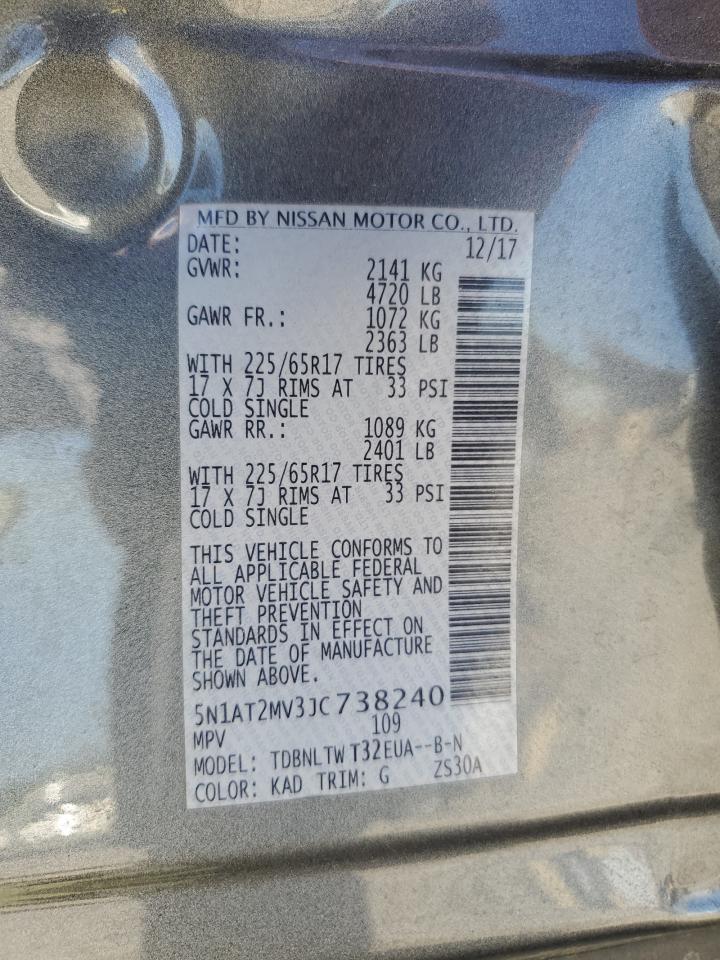 MFD BY NISSAN MOTOR CO., LTD.
DATE: 12/17
GVWR: 2141 KG
4720 LB
GAWR FR.: 1072 KG
2363 LB
WITH 225/65R17 TIRES
17 X 7J RIMS AT 33 PSI
COLD SINGLE
GAWR RR.: 1089 KG
2401 LB
WITH 225/65R17 TIRES
17 X 7J RIMS AT 33 PSI
COLD SINGLE
THIS VEHICLE CONFORMS TO
ALL APPLICABLE FEDERAL
MOTOR VEHICLE SAFETY AND
THEFT PREVENTION
STANDARDS IN EFFECT ON
THE DATE OF MANUFACTURE
SHOWN ABOVE.
5N1AT2MV3JC738240
MPV 109
MODEL: TDBNLTW T32EUA--B-N
COLOR: KAD TRIM: G ZS30A